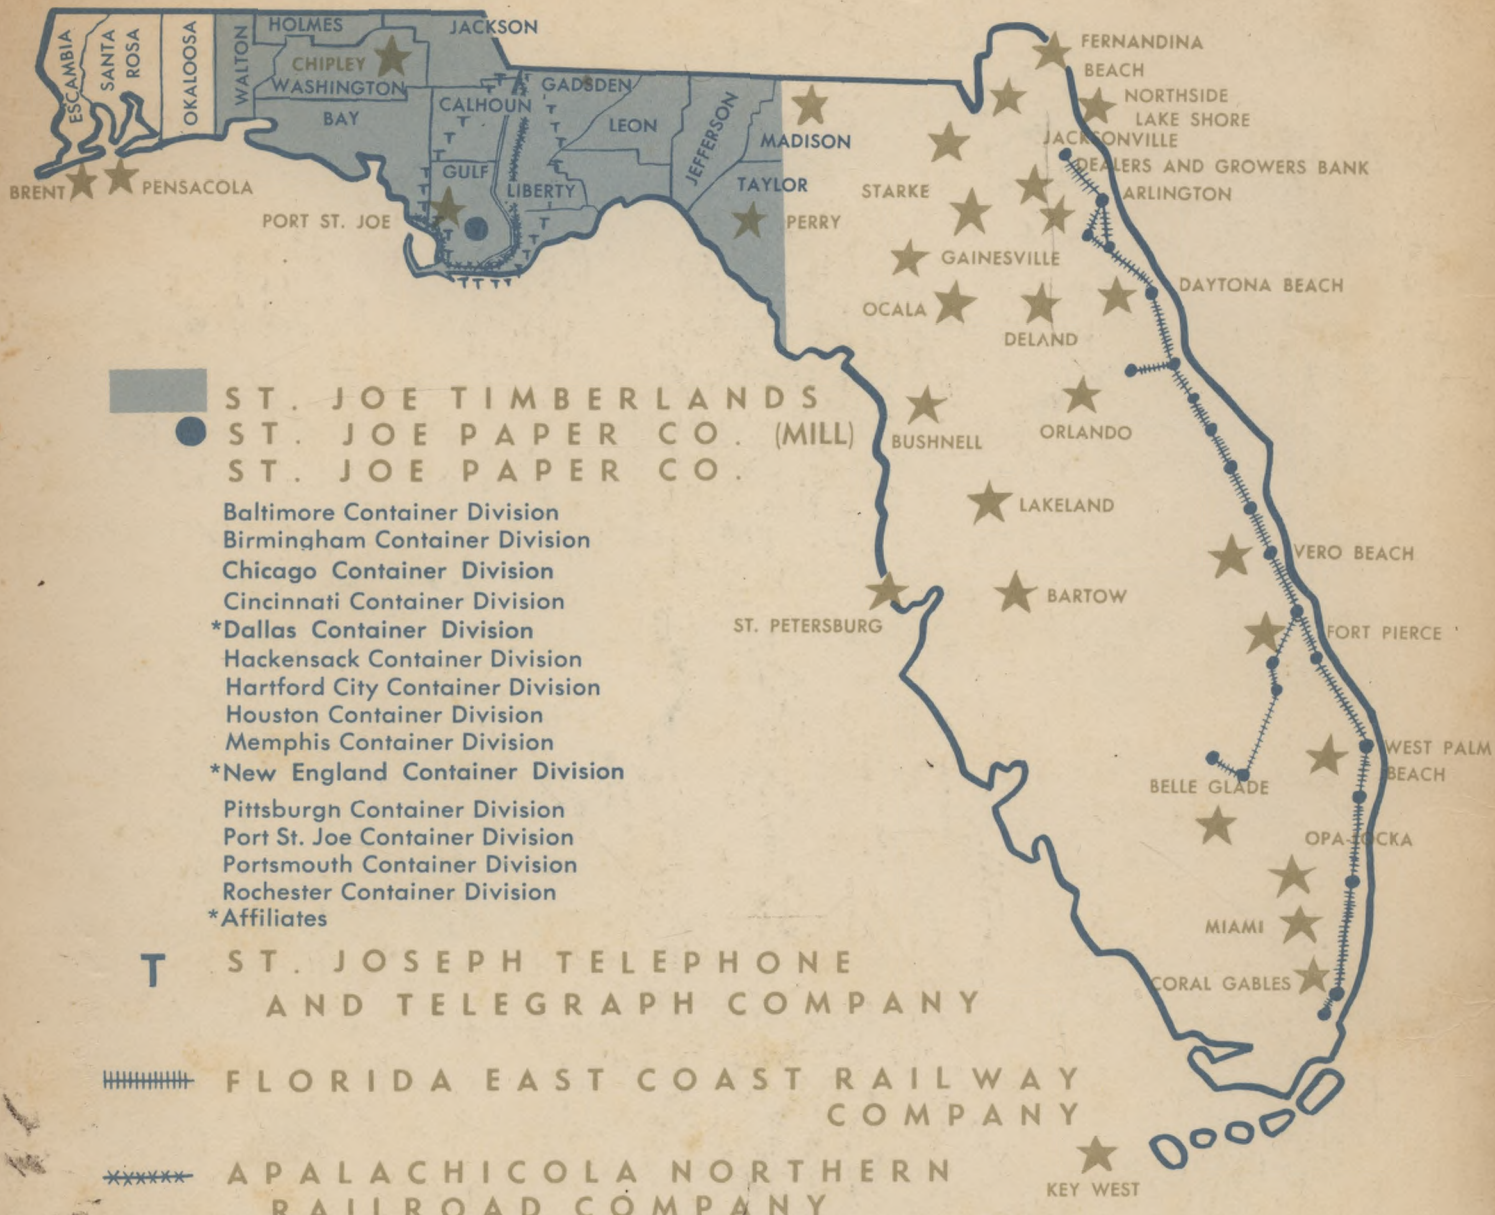 ESCAMBIA
SANTA
ROSA
OKALOOSA
WALTON
HOLMES
JACKSON
CHIPLEY
WASHINGTON
BAY
CALHOUN
GADSDEN
LEON
JEFFERSON
MADISON
GULF
LIBERTY
TAYLOR
BRENT
PENSACOLA
PORT ST. JOE
PERRY
FERNANDINA
BEACH
NORTHSIDE
LAKE SHORE
JACKSONVILLE
DEALERS AND GROWERS BANK
STARKE
ARLINGTON
GAINESVILLE
DAYTONA BEACH
OCALA
DELAND
BUSHNELL
ORLANDO
LAKELAND
VERO BEACH
BARTOW
ST. PETERSBURG
FORT PIERCE
WEST PALM
BEACH
BELLE GLADE
OPA-LOCKA
MIAMI
CORAL GABLES
KEY WEST
ST. JOE TIMBERLANDS
ST. JOE PAPER CO. (MILL)
ST. JOE PAPER CO.
Baltimore Container Division
Birmingham Container Division
Chicago Container Division
Cincinnati Container Division
*Dallas Container Division
Hackensack Container Division
Hartford City Container Division
Houston Container Division
Memphis Container Division
*New England Container Division
Pittsburgh Container Division
Port St. Joe Container Division
Portsmouth Container Division
Rochester Container Division
*Affiliates
T ST. JOSEPH TELEPHONE
AND TELEGRAPH COMPANY
FLORIDA EAST COAST RAILWAY
COMPANY
APALACHICOLA NORTHERN
RAILROAD COMPANY